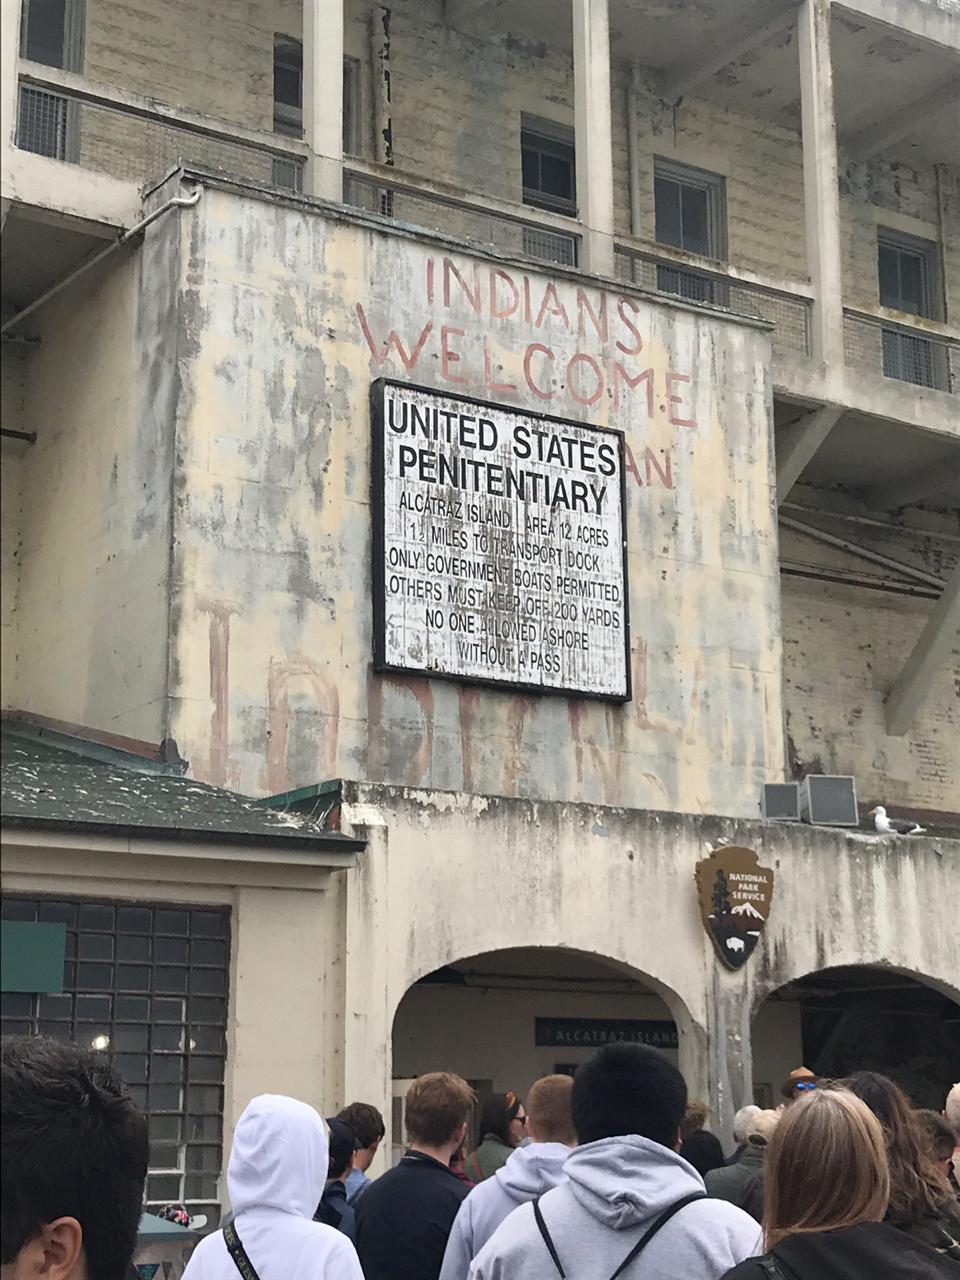 INDIANS
WELCOME
UNITED STATES
PENITENTIARY
AN
ALCATRAZ ISLAND AREA 12 ACRES
1½ MILES TO TRANSPORT DOCK
ONLY GOVERNMENT BOATS PERMITTED
OTHERS MUST KEEP OFF 200 YARDS
NO ONE ALLOWED ASHORE
WITHOUT A PASS
NATIONAL
PARK
SERVICE
ALCATRAZ ISLAND